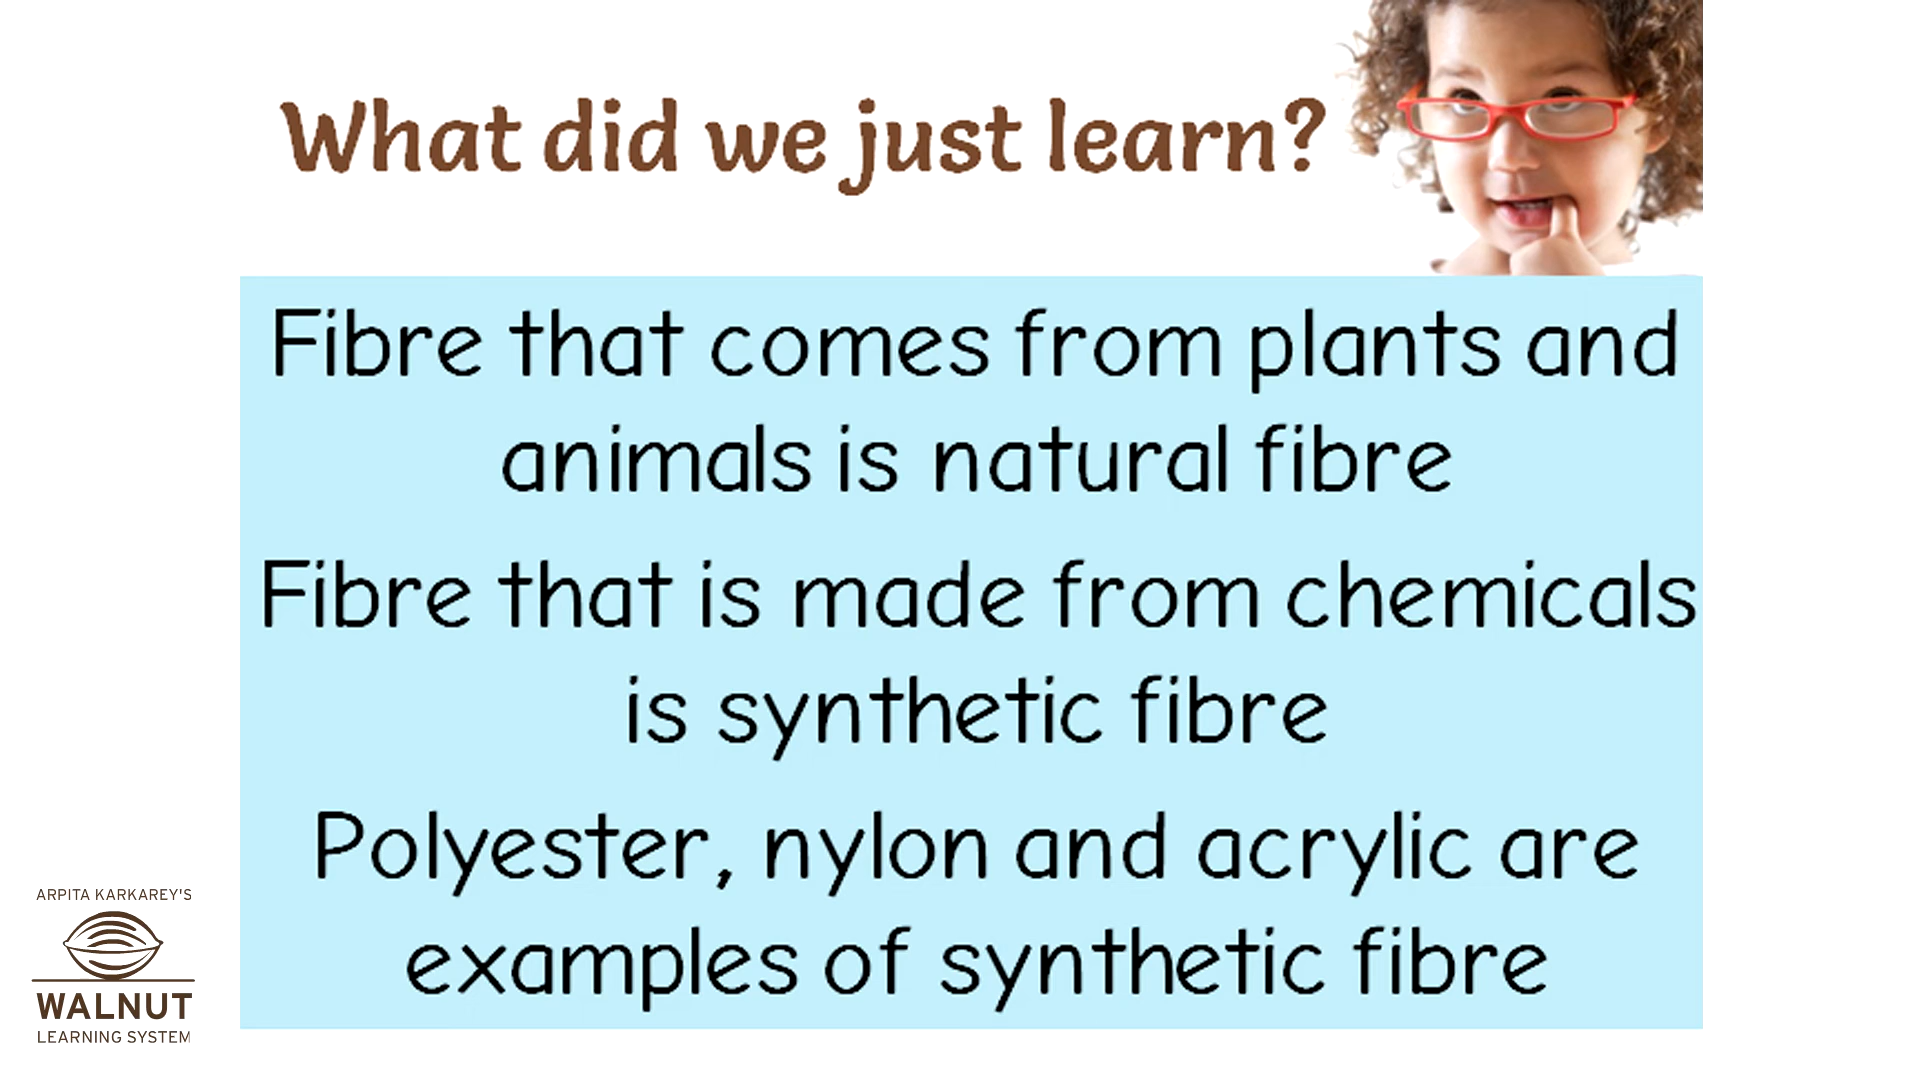 What did we just learn?
Fibre that comes from plants and
animals is natural fibre
Fibre that is made from chemicals
is synthetic fibre
Polyester, nylon and acrylic are
examples of synthetic fibre
ARPITA KARKAREY'S
WALNUT
LEARNING SYSTEM